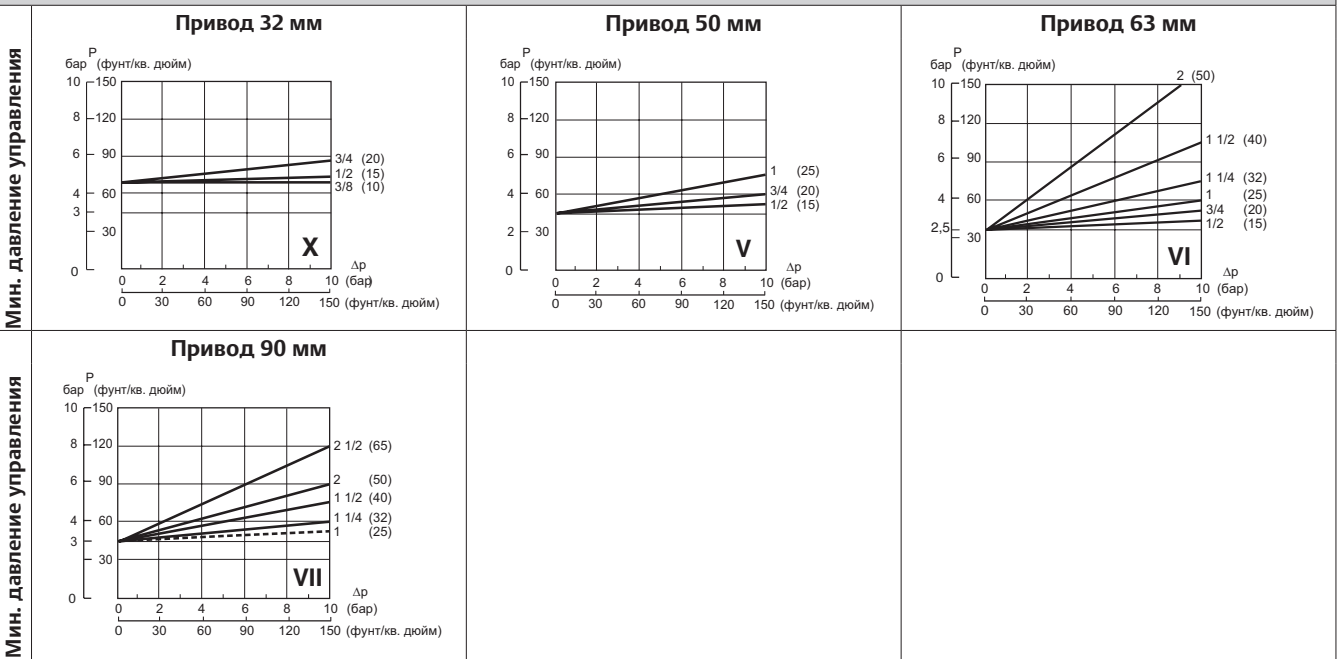 Мин. давление управления
Привод 32 мм
P
бар (фунт/кв. дюйм)
10 150
8 120
6 90
4 60
3
30
0
3/4 (20)
1/2 (15)
3/8 (10)
X
Δp
0 2 4 6 8 10 (бар)
0 30 60 90 120 150 (фунт/кв. дюйм)
Привод 50 мм
P
бар (фунт/кв. дюйм)
10 150
8 120
6 90
4 60
2 30
0
1 (25)
3/4 (20)
1/2 (15)
V
Δp
0 2 4 6 8 10 (бар)
0 30 60 90 120 150 (фунт/кв. дюйм)
Привод 63 мм
P
бар (фунт/кв. дюйм)
10 150
8 120
6 90
4 60
2,5 30
0
2 (50)
1 1/2 (40)
1 1/4 (32)
1 (25)
3/4 (20)
1/2 (15)
VI
Δp
0 2 4 6 8 10 (бар)
0 30 60 90 120 150 (фунт/кв. дюйм)
Мин. давление управления
Привод 90 мм
P
бар (фунт/кв. дюйм)
10 150
8 120
6 90
4 60
3
30
0
2 1/2 (65)
2 (50)
1 1/2 (40)
1 1/4 (32)
1 (25)
VII
Δp
0 2 4 6 8 10 (бар)
0 30 60 90 120 150 (фунт/кв. дюйм)